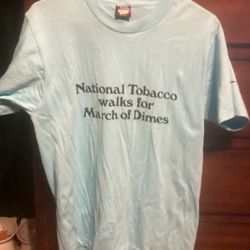 National Tobacco
walks for
March of Dimes